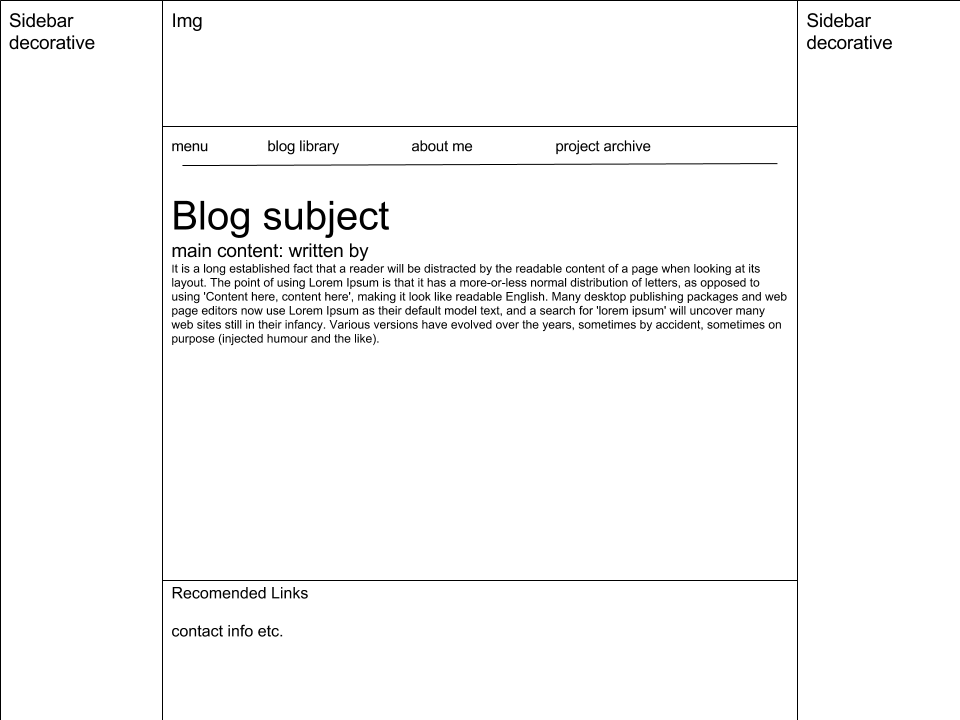 Sidebar
decorative
Img
Sidebar
decorative
menu blog library about me project archive
Blog subject
main content: written by
It is a long established fact that a reader will be distracted by the readable content of a page when looking at its
layout. The point of using Lorem Ipsum is that it has a more-or-less normal distribution of letters, as opposed to
using 'Content here, content here', making it look like readable English. Many desktop publishing packages and web
page editors now use Lorem Ipsum as their default model text, and a search for 'lorem ipsum' will uncover many
web sites still in their infancy. Various versions have evolved over the years, sometimes by accident, sometimes on
purpose (injected humour and the like).
Recomended Links
contact info etc.